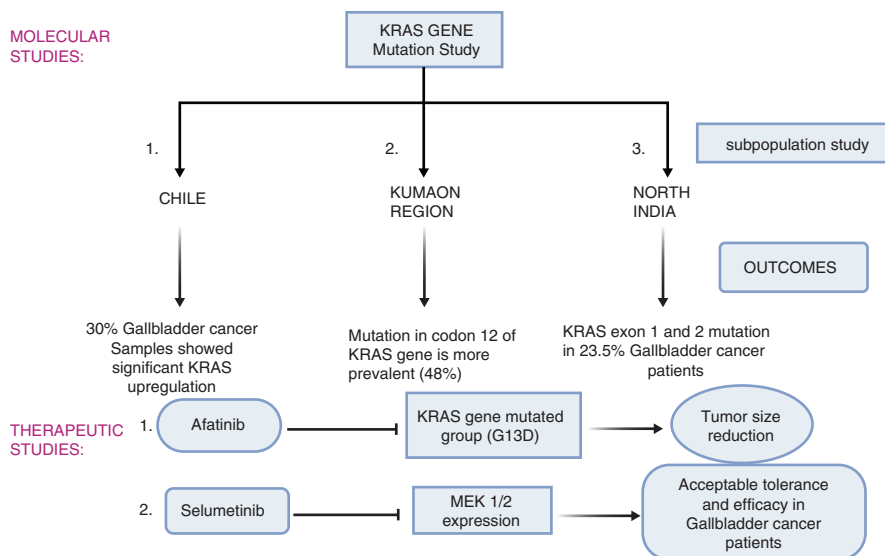 MOLECULAR
STUDIES:
KRAS GENE
Mutation Study
1.
2.
3.
subpopulation study
CHILE
KUMAON
REGION
NORTH
INDIA
OUTCOMES
30% Gallbladder cancer
Samples showed
significant KRAS
upregulation
Mutation in codon 12 of
KRAS gene is more
prevalent (48%)
KRAS exon 1 and 2 mutation
in 23.5% Gallbladder cancer
patients
THERAPEUTIC
STUDIES:
1.
Afatinib
KRAS gene mutated
group (G13D)
Tumor size
reduction
2.
Selumetinib
MEK 1/2
expression
Acceptable tolerance
and efficacy in
Gallbladder cancer
patients